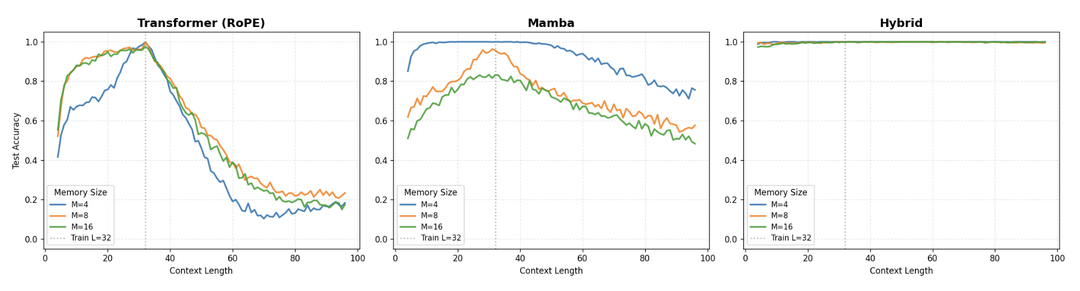 Transformer (RoPE)
Test Accuracy
1.0
0.8
0.6
0.4
0.2
0.0
Memory Size
M=4
M=8
M=16
Train L=32
0
20
40
60
80
100
Context Length
Mamba
1.0
0.8
0.6
0.4
0.2
0.0
Memory Size
M=4
M=8
M=16
Train L=32
0
20
40
60
80
100
Context Length
Hybrid
1.0
0.8
0.6
0.4
0.2
0.0
Memory Size
M=4
M=8
M=16
Train L=32
0
20
40
60
80
100
Context Length